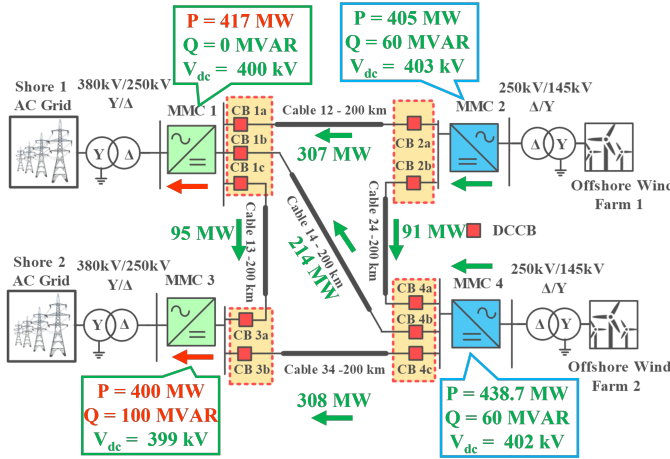 P = 417 MW
Q = 0 MVAR
Vdc = 400 kV
P = 405 MW
Q = 60 MVAR
Vdc = 403 kV
Shore 1
AC Grid
380kV/250kV
Y/Δ
MMC 1
CB 1a
CB 1b
CB 1c
Cable 12 - 200 km
307 MW
CB 2a
CB 2b
MMC 2
250kV/145kV
Δ/Y
Y
Δ
Δ
Y
Offshore Wind
Farm 1
95 MW
Cable 13-200 km
Cable 14 - 200 km
214 MW
Cable 24 -200 km
91 MW
DCCB
Shore 2
AC Grid
380kV/250kV
Y/Δ
MMC 3
CB 3a
CB 3b
Cable 34 -200 km
308 MW
CB 4a
CB 4b
CB 4c
MMC 4
250kV/145kV
Δ/Y
Y
Δ
Δ
Y
Offshore Wind
Farm 2
P = 400 MW
Q = 100 MVAR
Vdc = 399 kV
P = 438.7 MW
Q = 60 MVAR
Vdc = 402 kV